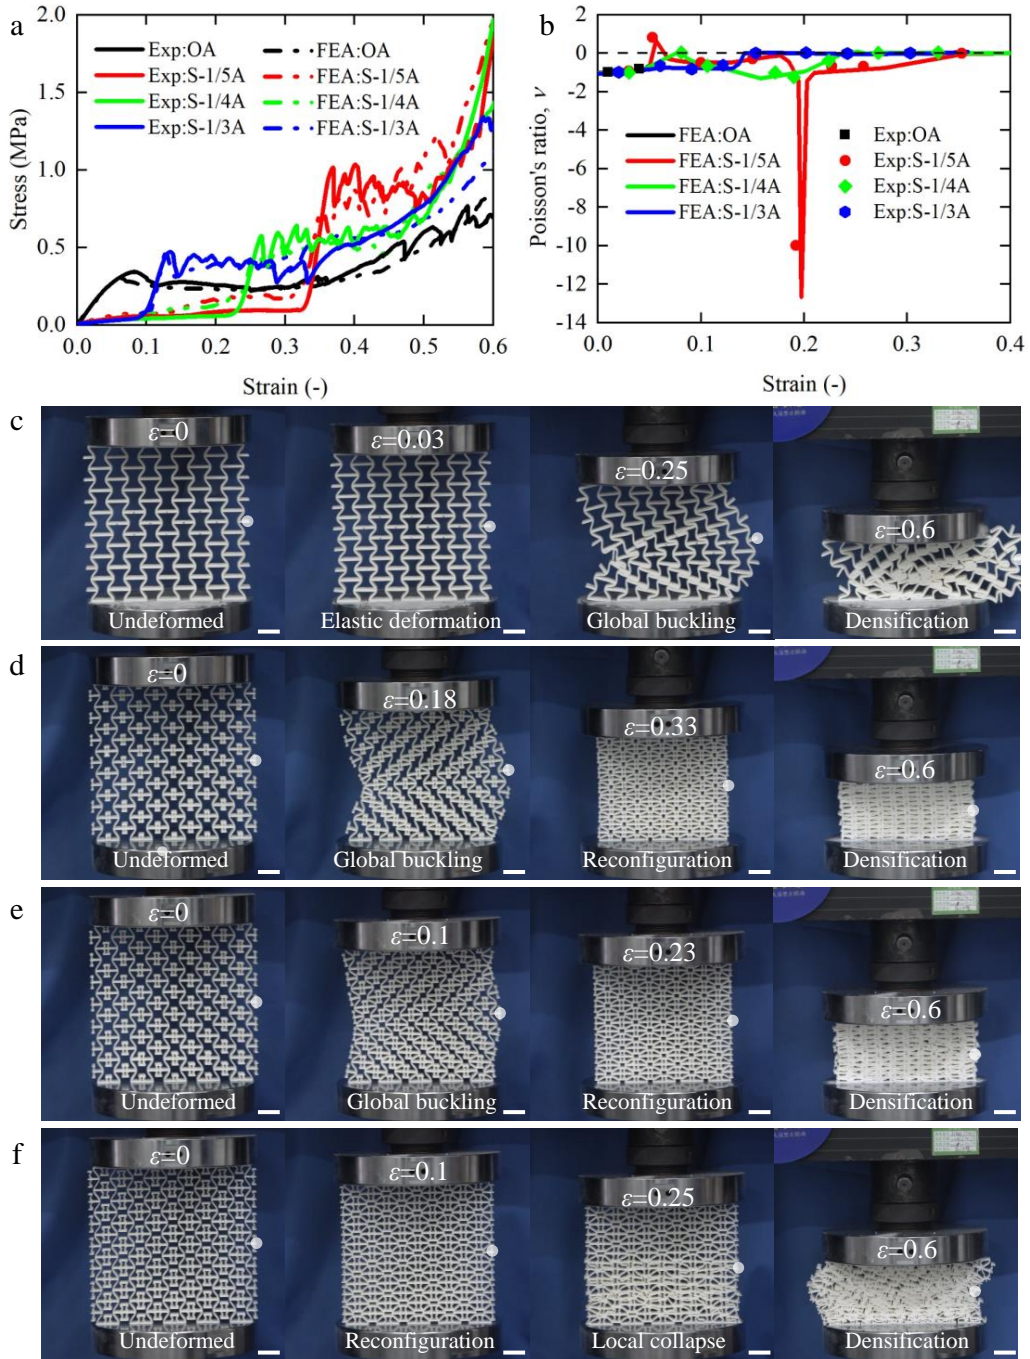 a
Exp:OA
FEA:OA
Exp:S-1/5A
FEA:S-1/5A
Exp:S-1/4A
FEA:S-1/4A
Exp:S-1/3A
FEA:S-1/3A
Stress (MPa)
2.0
1.5
1.0
0.5
0.0
0.0 0.1 0.2 0.3 0.4 0.5 0.6
Strain (-)
b
Poisson's ratio, ν
2
0
-2
-4
-6
-8
-10
-12
-14
FEA:OA
Exp:OA
FEA:S-1/5A
Exp:S-1/5A
FEA:S-1/4A
Exp:S-1/4A
FEA:S-1/3A
Exp:S-1/3A
0.0 0.1 0.2 0.3 0.4
Strain (-)
c
ε=0
ε=0.03
ε=0.25
ε=0.6
Undeformed
Elastic deformation
Global buckling
Densification
d
ε=0
ε=0.18
ε=0.33
ε=0.6
Undeformed
Global buckling
Reconfiguration
Densification
e
ε=0
ε=0.1
ε=0.23
ε=0.6
Undeformed
Global buckling
Reconfiguration
Densification
f
ε=0
ε=0.1
ε=0.25
ε=0.6
Undeformed
Reconfiguration
Local collapse
Densification